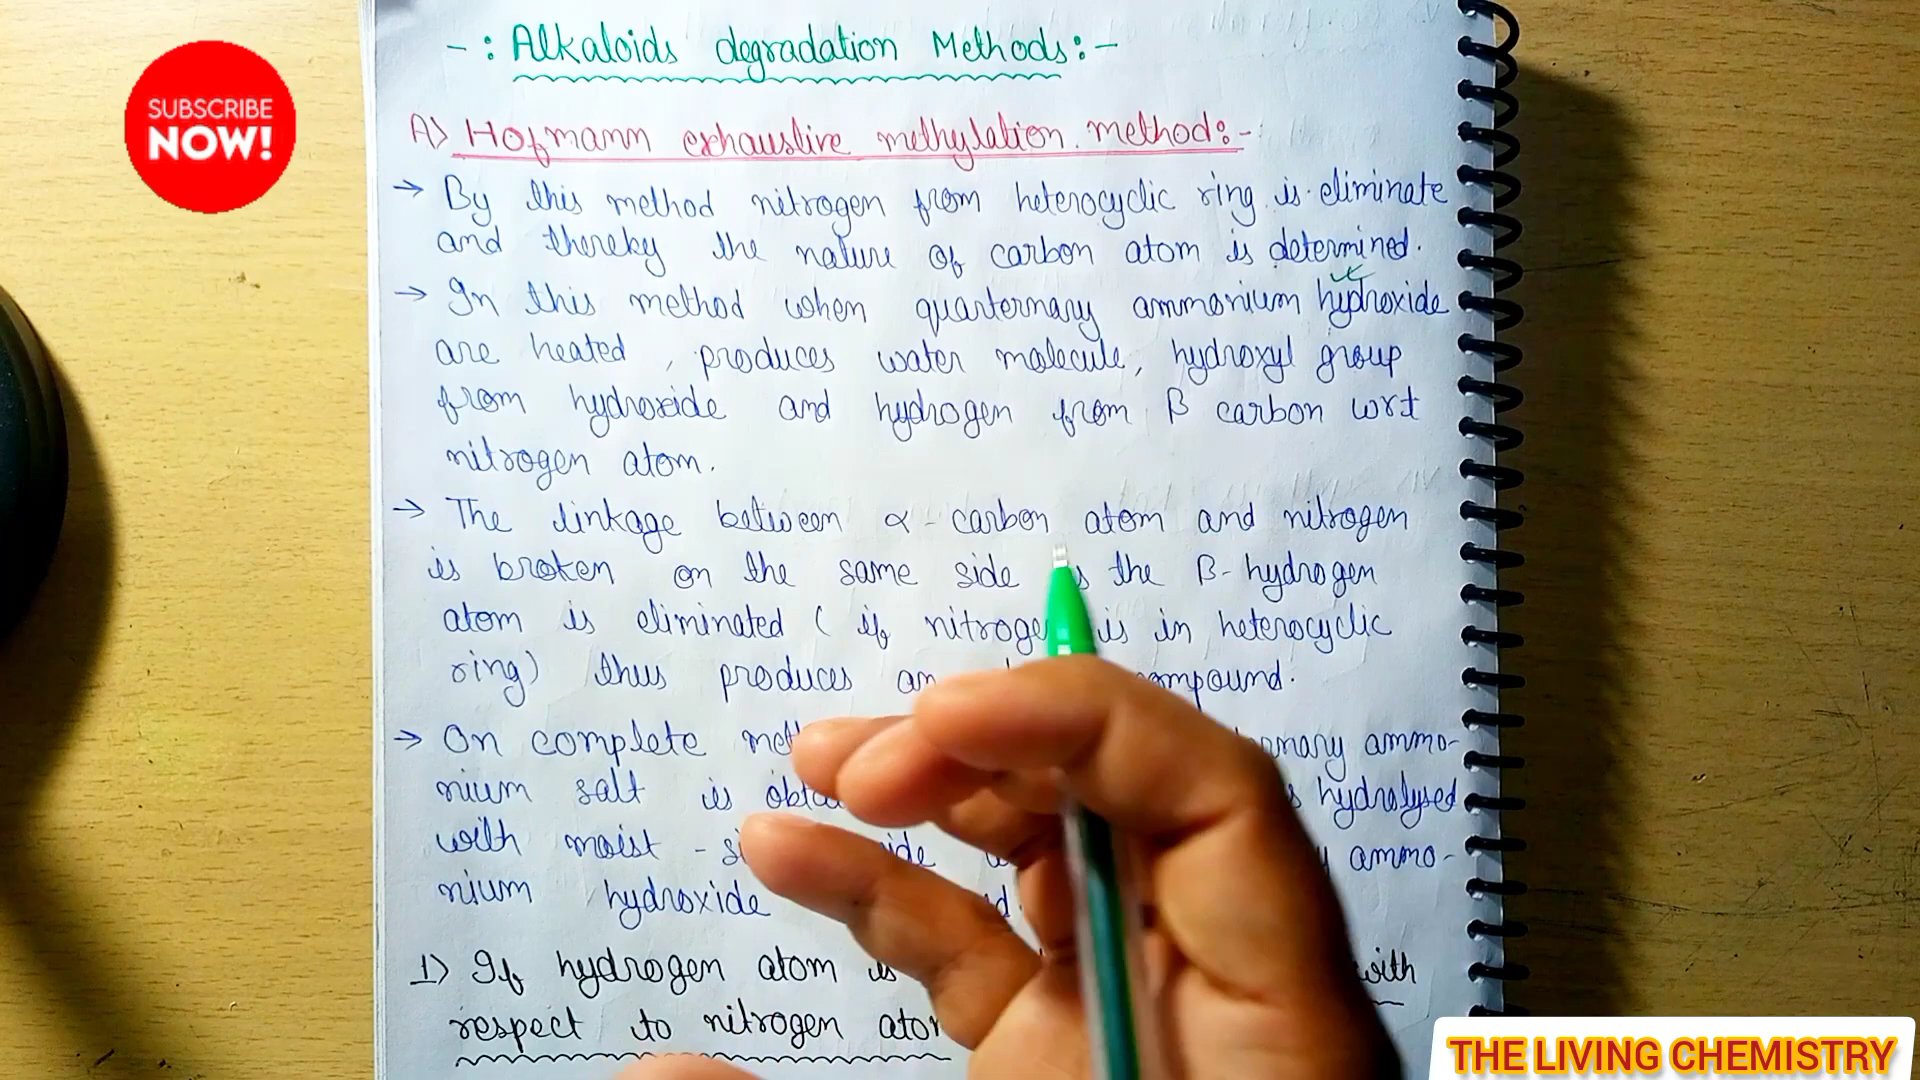 -: Alkaloids degradation Methods:-
SUBSCRIBE
NOW!
A) Hofmann exhaustive methylation method:-
→ By this method nitrogen from heterocyclic ring is eliminate
and thereky the nature of carbon atom is determined.
→ In this method when quarternary ammonium hydroxide
are heated, produces water molecule, hydroxyl group
from hydroxide and hydrogen from β carbon wrt
nitrogen atom.
→ The linkage between α-carbon atom and nitrogen
is broken on the same side the β-hydrogen
atom is eliminated (if nitrogen is in heterocyclic
ring) thus produces an
→ On complete ammo-
nium salt is hydrolysed
with moist - ammo-
nium hydroxide
1) If hydrogen atom is with
respect to nitrogen
THE LIVING CHEMISTRY